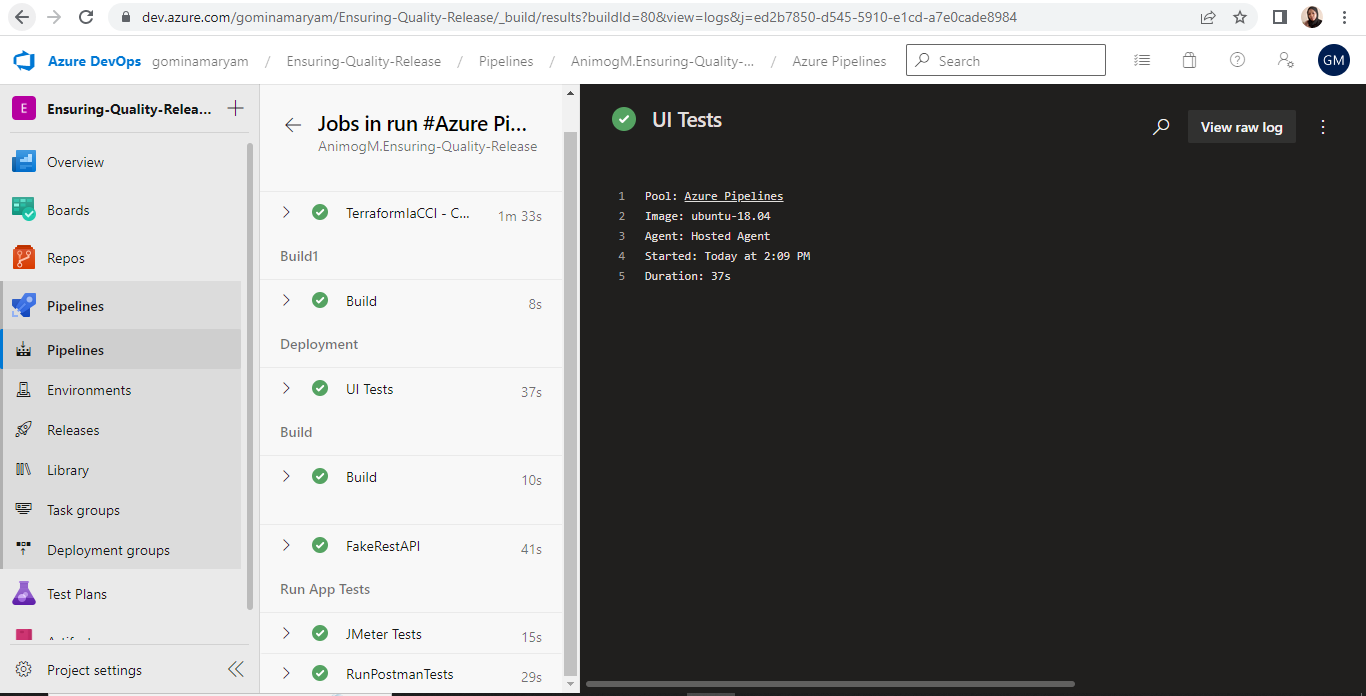 dev.azure.com/gominamaryam/Ensuring-Quality-Release/_build/results?buildId=80&view=logs&j=ed2b7850-d545-5910-e1cd-a7e0cade8984
Azure DevOps gominamaryam / Ensuring-Quality-Release / Pipelines / AnimogM.Ensuring-Quality-... / Azure Pipelines
Search
GM
E Ensuring-Quality-Relea...
Overview
Boards
Repos
Pipelines
Pipelines
Environments
Releases
Library
Task groups
Deployment groups
Test Plans
Project settings
Jobs in run #Azure Pi...
AnimogM.Ensuring-Quality-Release
TerraformIaCCI - C... 1m 33s
Build1
Build 8s
Deployment
UI Tests 37s
Build
Build 10s
FakeRestAPI 41s
Run App Tests
JMeter Tests 15s
RunPostmanTests 29s
UI Tests
View raw log
1 Pool: Azure Pipelines
2 Image: ubuntu-18.04
3 Agent: Hosted Agent
4 Started: Today at 2:09 PM
5 Duration: 37s